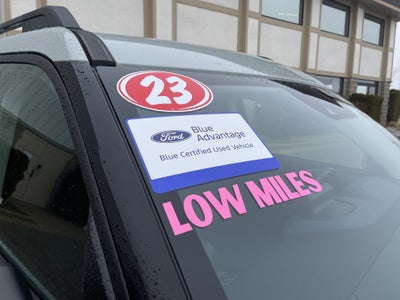 23
Ford Blue
Advantage
Blue Certified Used Vehicle
LOW MILES